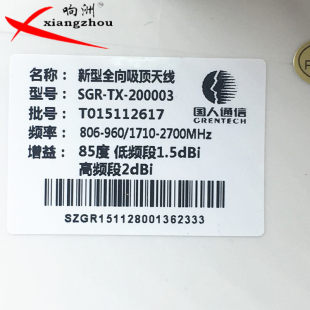 响洲
xiangzhou
名称: 新型全向吸顶天线
型号: SGR-TX-200003
批号: T015112617
频率: 806-960/1710-2700MHz
增益: 85度 低频段1.5dBi
高频段2dBi
国人通信
GRENTECH
SZGR151128001362333